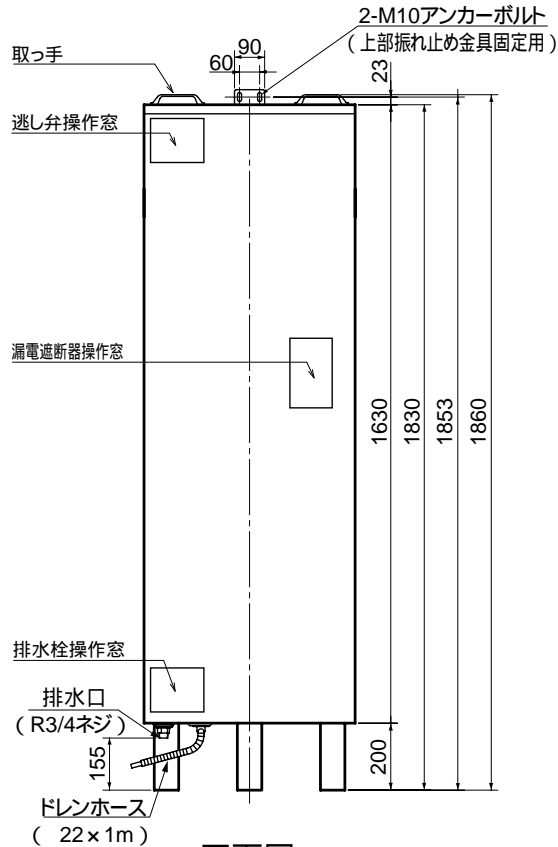 2-M10アンカーボルト
(上部振れ止め金具固定用)
90
60
23
取っ手
逃し弁操作窓
漏電遮断器操作窓
1630
1830
1853
1860
排水栓操作窓
排水口
(R3/4ネジ)
155
200
ドレンホース
( 22×1m)